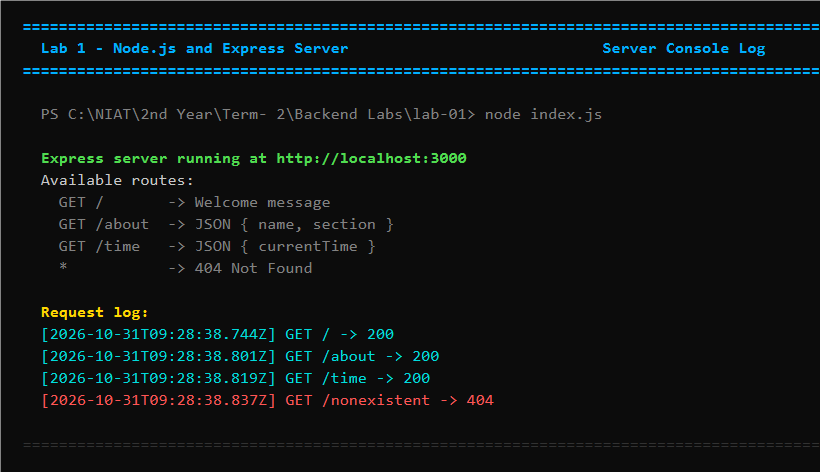 ================================================================================
Lab 1 - Node.js and Express Server Server Console Log
================================================================================
PS C:\NIAT\2nd Year\Term- 2\Backend Labs\lab-01> node index.js
Express server running at http://localhost:3000
Available routes:
GET / -> Welcome message
GET /about -> JSON { name, section }
GET /time -> JSON { currentTime }
* -> 404 Not Found
Request log:
[2026-10-31T09:28:38.744Z] GET / -> 200
[2026-10-31T09:28:38.801Z] GET /about -> 200
[2026-10-31T09:28:38.819Z] GET /time -> 200
[2026-10-31T09:28:38.837Z] GET /nonexistent -> 404
================================================================================